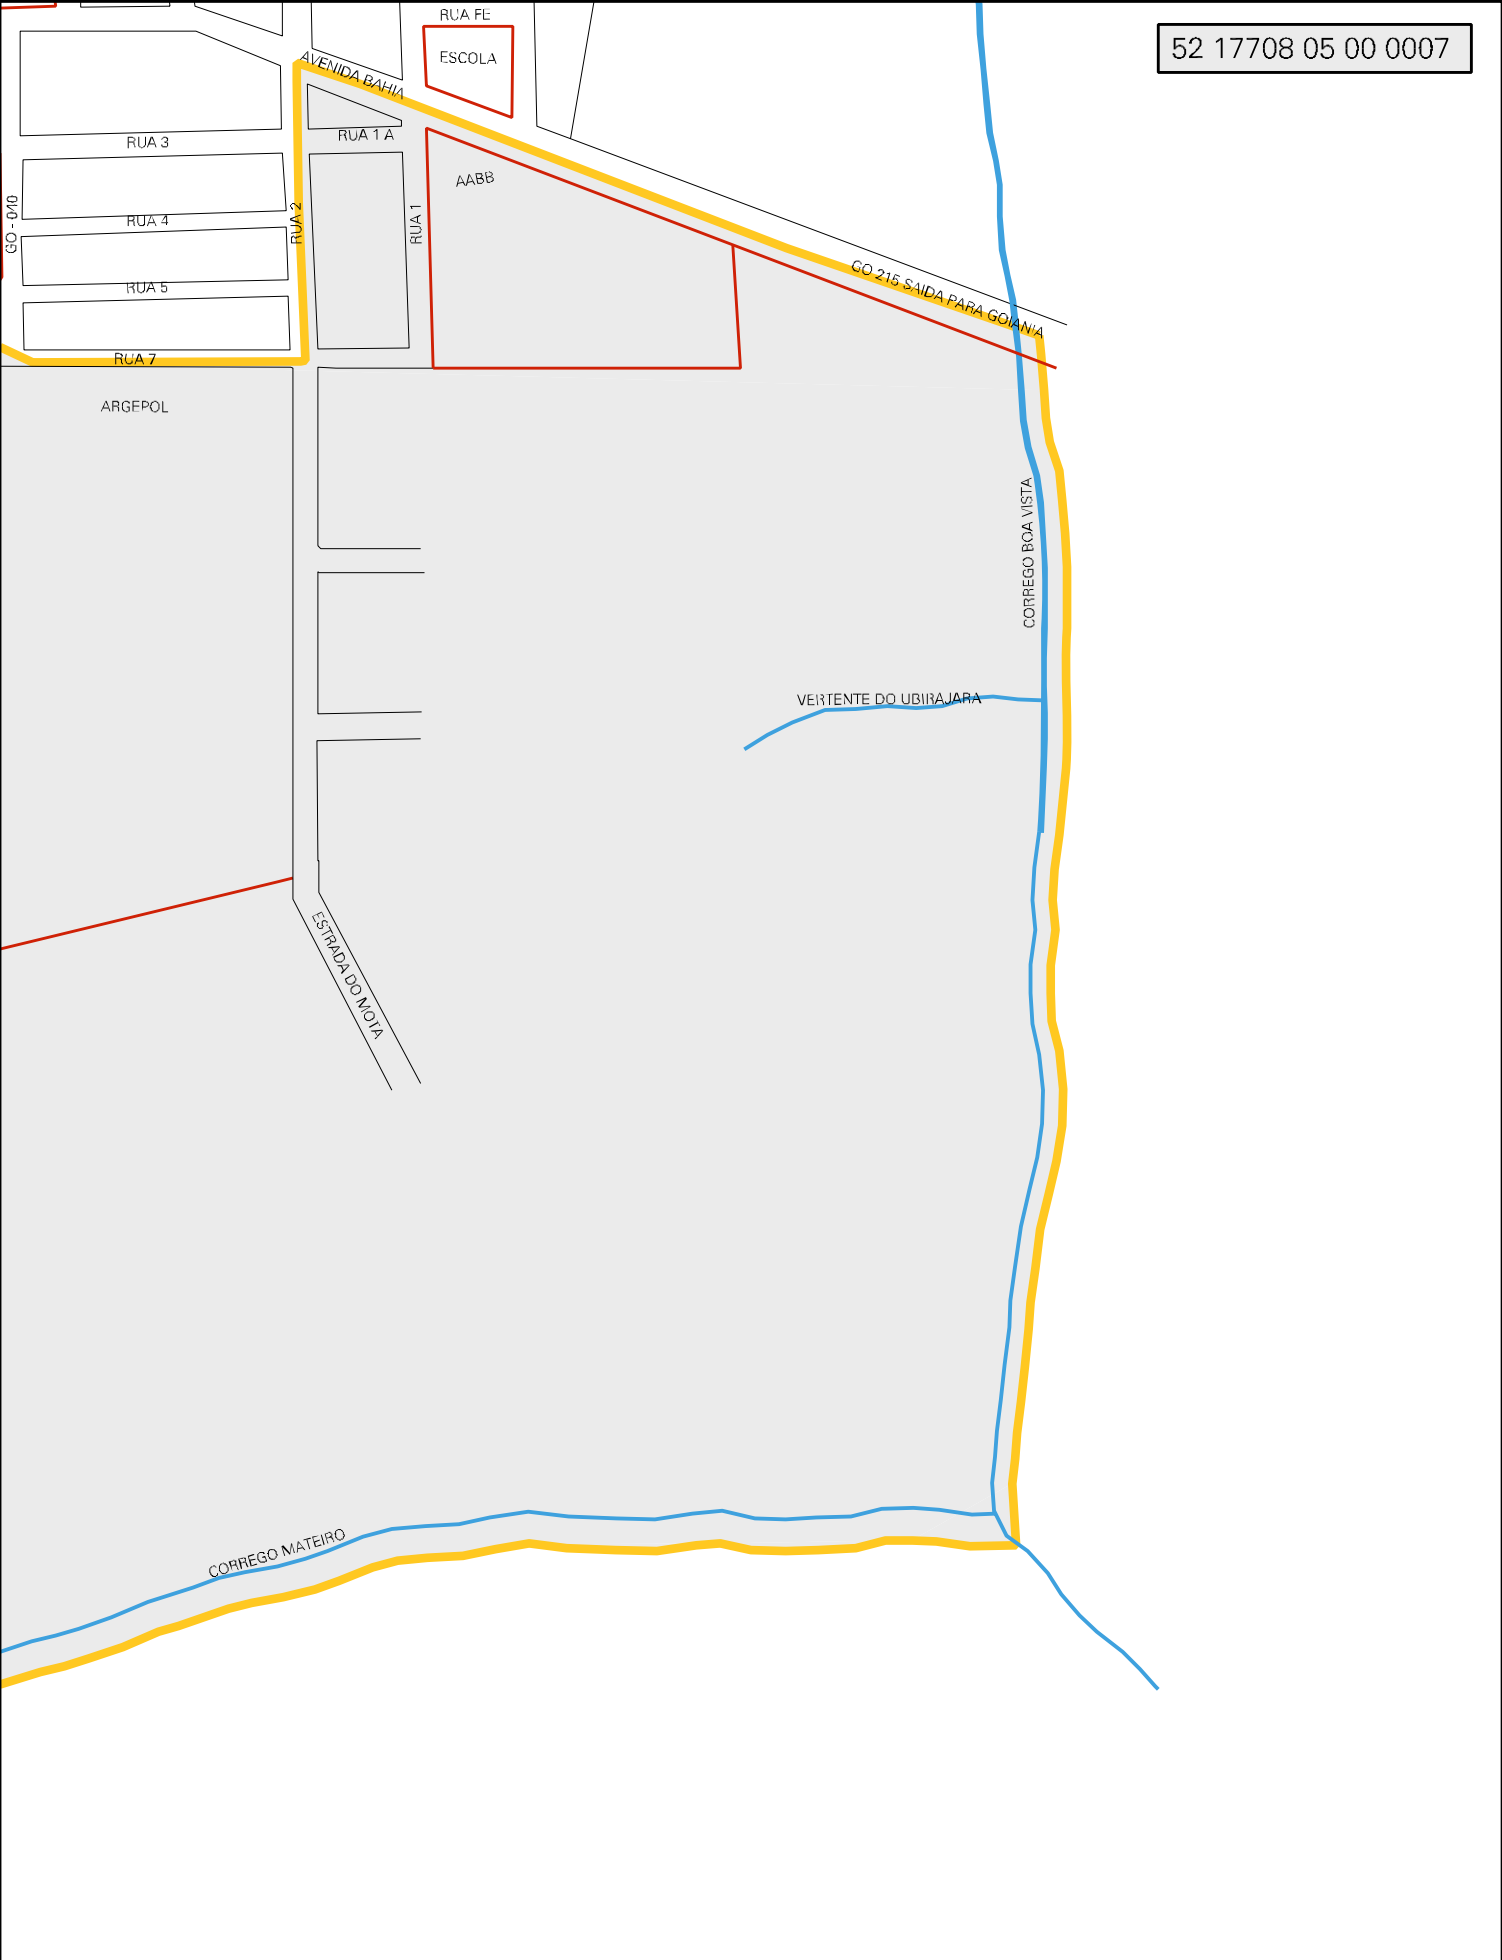 RUA FE
52 17708 05 00 0007
ESCOLA
AVENIDA BAHIA
RUA 3
RUA 1 A
AABB
GO - 040
RUA 4
RUA 2
RUA 1
RUA 5
GO 215 SAIDA PARA GOIANIA
RUA 7
ARGEPOL
CORREGO BOA VISTA
VERTENTE DO UBIRAJARA
ESTRADA DO MOTA
CORREGO MATEIRO